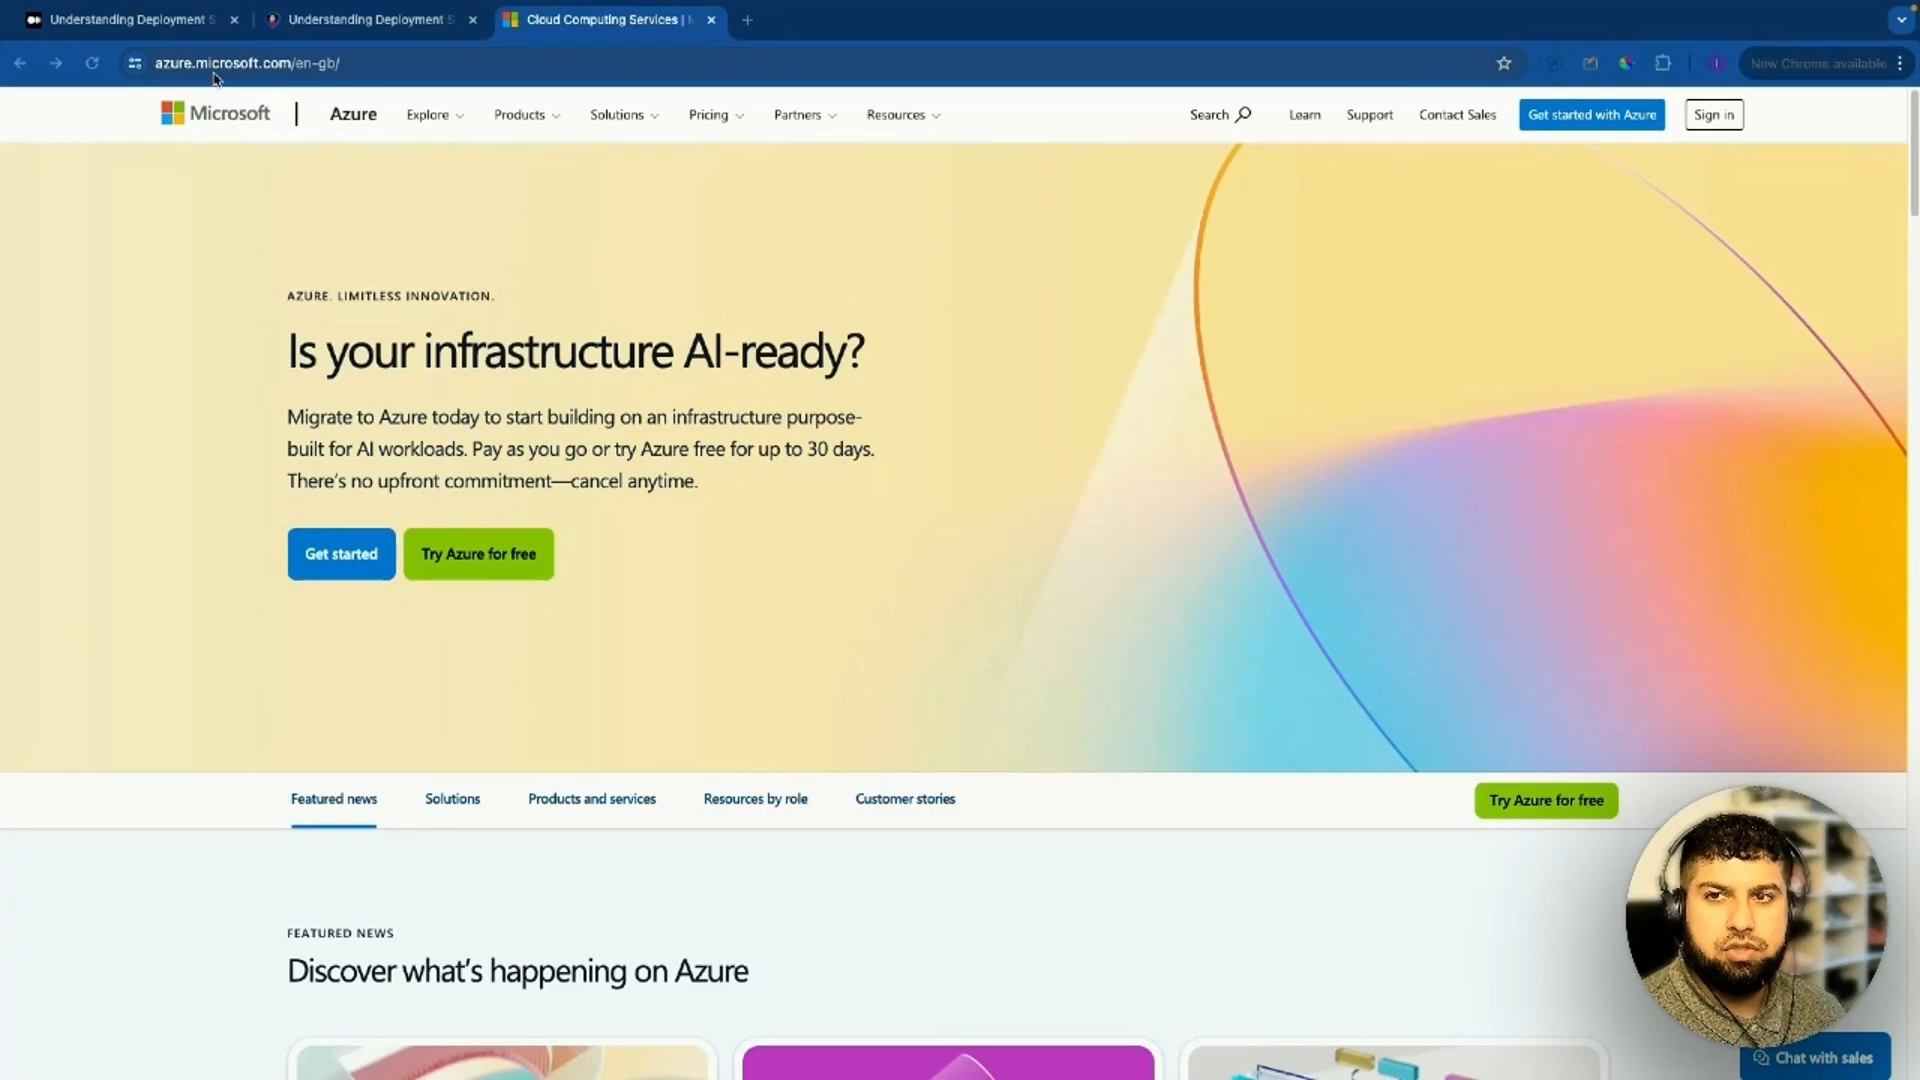 Understanding Deployment S
Understanding Deployment S
Cloud Computing Services |
azure.microsoft.com/en-gb/
New Chrome available
Microsoft
Azure
Explore
Products
Solutions
Pricing
Partners
Resources
Search
Learn
Support
Contact Sales
Get started with Azure
Sign in
AZURE. LIMITLESS INNOVATION.
Is your infrastructure AI-ready?
Migrate to Azure today to start building on an infrastructure purpose-
built for AI workloads. Pay as you go or try Azure free for up to 30 days.
There's no upfront commitment—cancel anytime.
Get started
Try Azure for free
Featured news
Solutions
Products and services
Resources by role
Customer stories
Try Azure for free
FEATURED NEWS
Discover what's happening on Azure
Chat with sales